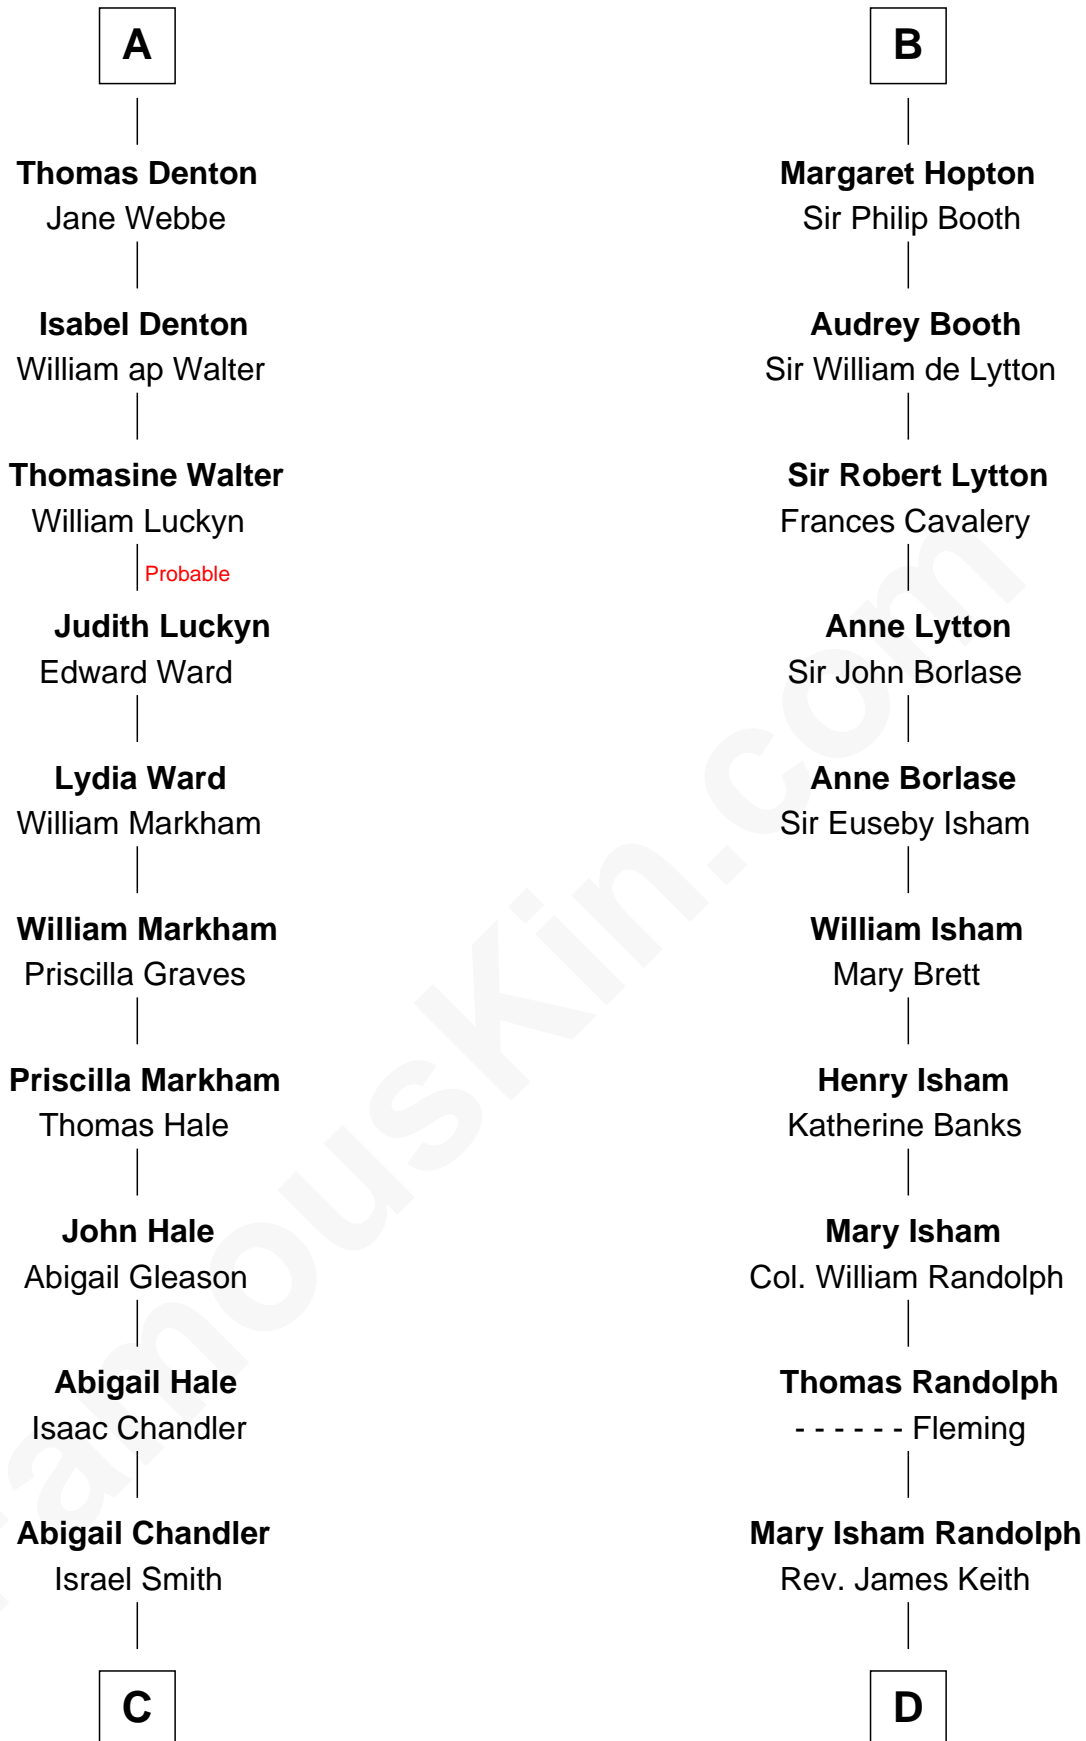 A
Thomas Denton
Jane Webbe
Isabel Denton
William ap Walter
Thomasine Walter
William Luckyn
Probable
Judith Luckyn
Edward Ward
Lydia Ward
William Markham
William Markham
Priscilla Graves
Priscilla Markham
Thomas Hale
John Hale
Abigail Gleason
Abigail Hale
Isaac Chandler
Abigail Chandler
Israel Smith
C
B
Margaret Hopton
Sir Philip Booth
Audrey Booth
Sir William de Lytton
Sir Robert Lytton
Frances Cavalery
Anne Lytton
Sir John Borlase
Anne Borlase
Sir Euseby Isham
William Isham
Mary Brett
Henry Isham
Katherine Banks
Mary Isham
Col. William Randolph
Thomas Randolph
- - - - - - Fleming
Mary Isham Randolph
Rev. James Keith
D
FamousKin.com